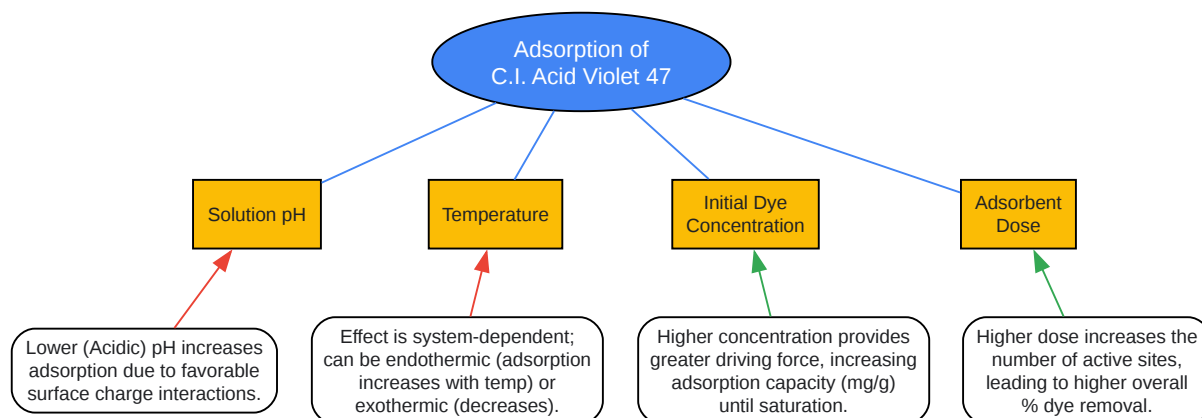 Adsorption of
C.I. Acid Violet 47
Solution pH
Temperature
Initial Dye
Concentration
Adsorbent
Dose
Lower (Acidic) pH increases
adsorption due to favorable
surface charge interactions.
Effect is system-dependent;
can be endothermic (adsorption
increases with temp) or
exothermic (decreases).
Higher concentration provides
greater driving force, increasing
adsorption capacity (mg/g)
until saturation.
Higher dose increases the
number of active sites,
leading to higher overall
% dye removal.